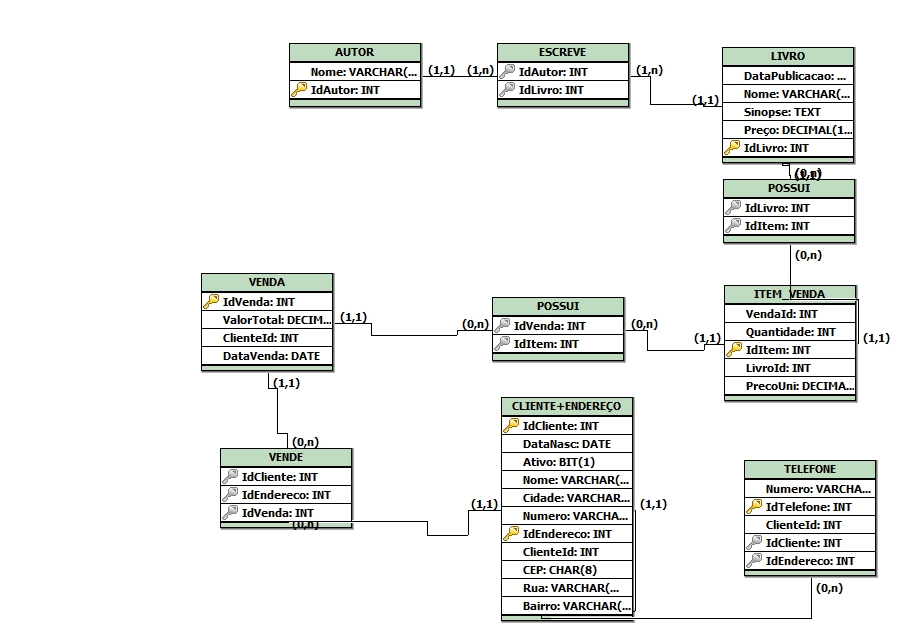 AUTOR
Nome: VARCHAR(...
IdAutor: INT
(1,1)
(1,n)
ESCREVE
IdAutor: INT
IdLivro: INT
(1,n)
(1,1)
LIVRO
DataPublicacao: ...
Nome: VARCHAR(...
Sinopse: TEXT
Preço: DECIMAL(1...
IdLivro: INT
(0,n)
(1,1)
POSSUI
IdLivro: INT
IdItem: INT
(0,n)
VENDA
IdVenda: INT
ValorTotal: DECIM...
ClienteId: INT
DataVenda: DATE
(1,1)
(0,n)
POSSUI
IdVenda: INT
IdItem: INT
(0,n)
(1,1)
ITEM_VENDA
VendaId: INT
Quantidade: INT
IdItem: INT
LivroId: INT
PrecoUni: DECIMA...
(1,1)
(1,1)
(0,n)
VENDE
IdCliente: INT
IdEndereco: INT
IdVenda: INT
(0,n)
(1,1)
CLIENTE+ENDEREÇO
IdCliente: INT
DataNasc: DATE
Ativo: BIT(1)
Nome: VARCHAR(...
Cidade: VARCHAR...
Numero: VARCHA...
IdEndereco: INT
ClienteId: INT
CEP: CHAR(8)
Rua: VARCHAR(...
Bairro: VARCHAR(...
(1,1)
TELEFONE
Numero: VARCHA...
IdTelefone: INT
ClienteId: INT
IdCliente: INT
IdEndereco: INT
(0,n)